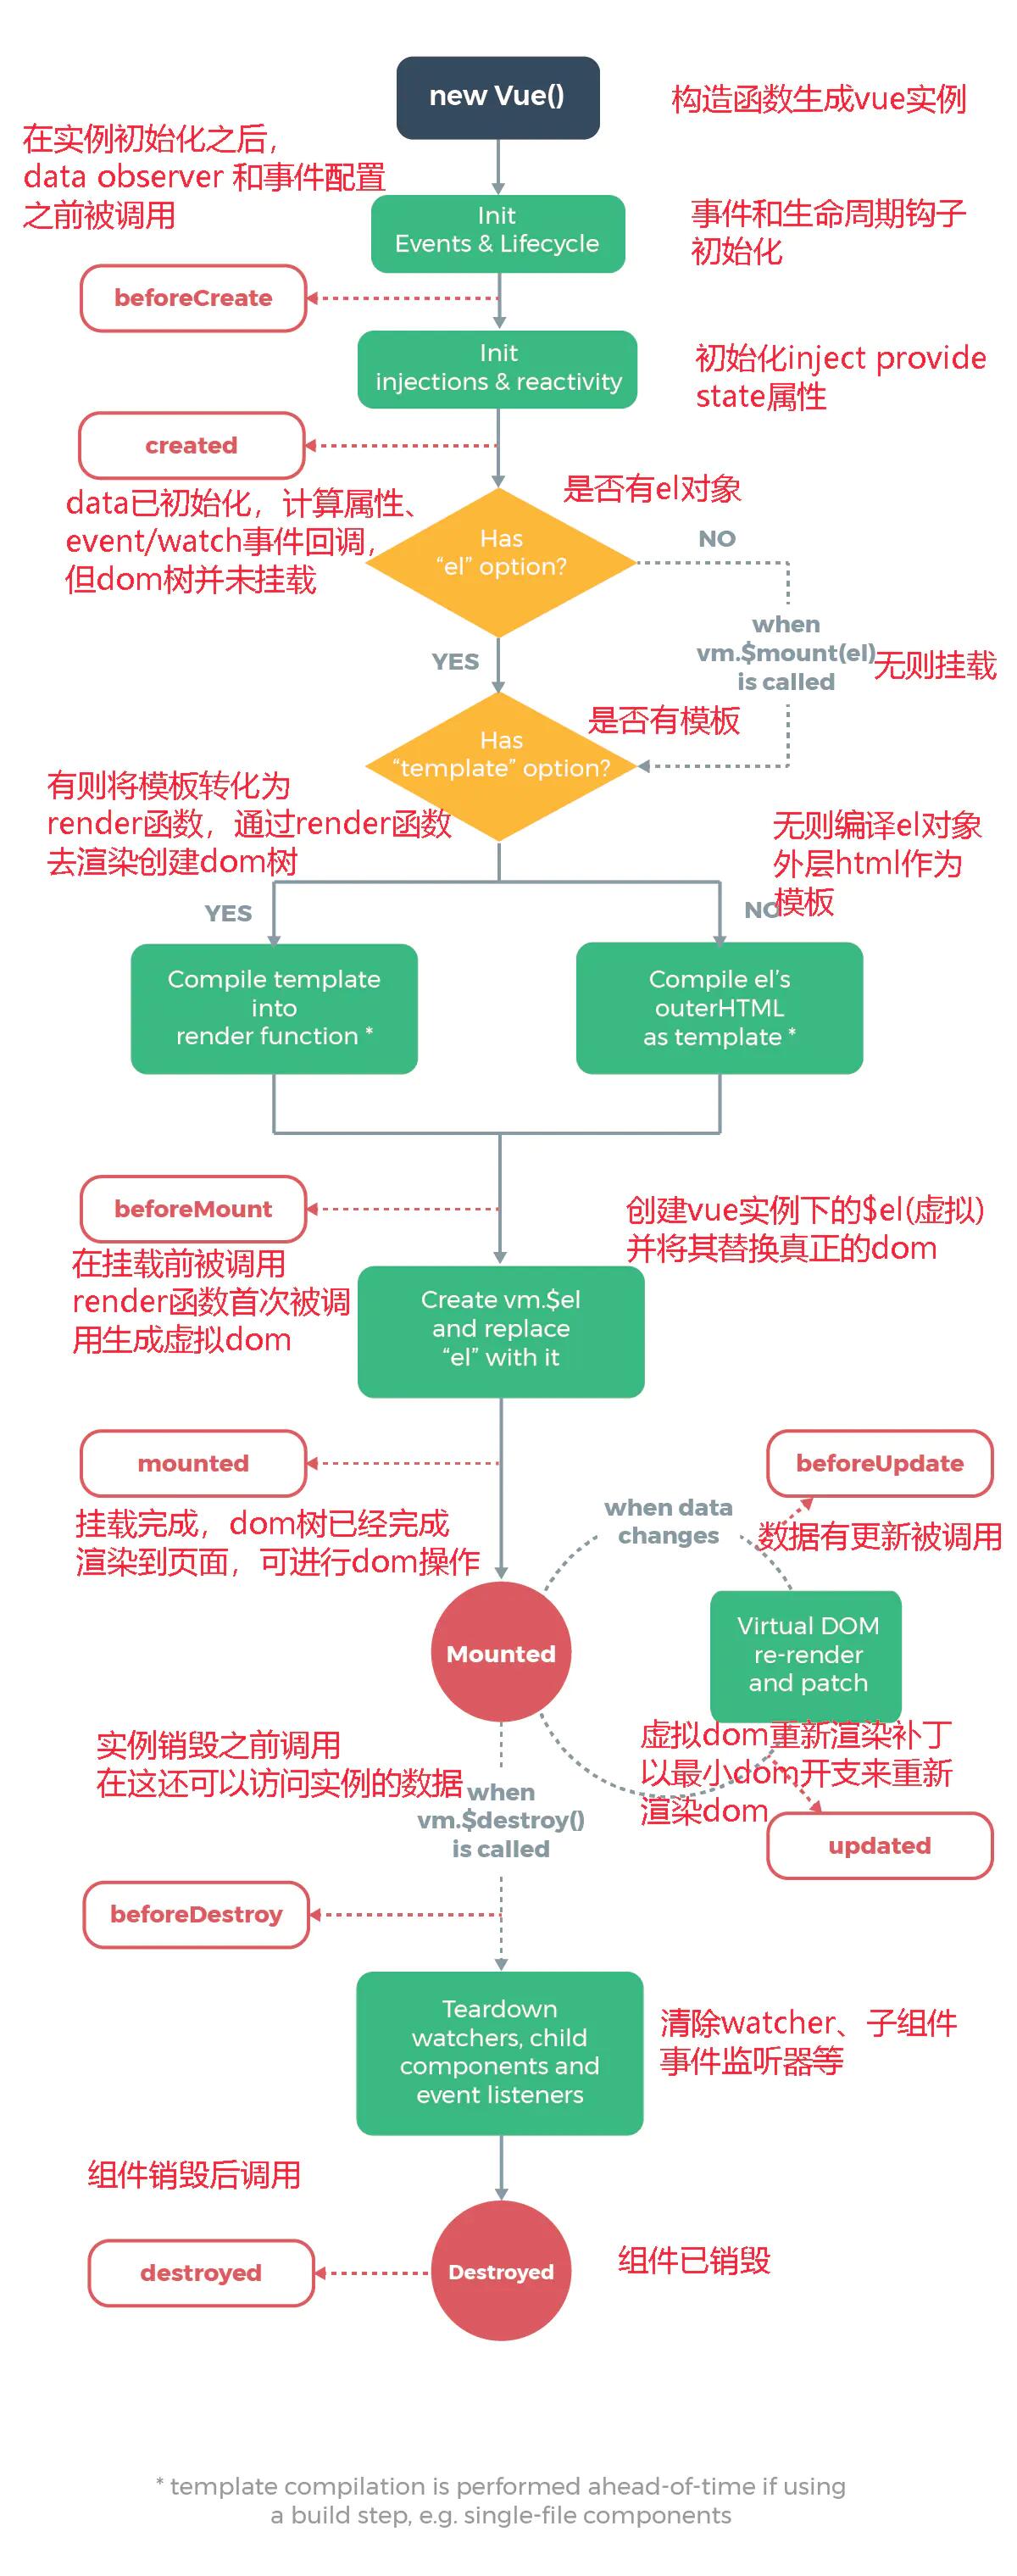 new Vue()
构造函数生成vue实例
在实例初始化之后,
data observer 和事件配置
之前被调用
Init
Events & Lifecycle
事件和生命周期钩子
初始化
beforeCreate
Init
injections & reactivity
初始化inject provide
state属性
created
data已初始化，计算属性、
event/watch事件回调,
但dom树并未挂载
是否有el对象
Has
“el” option?
NO
when
vm.$mount(el)
is called
无则挂载
YES
是否有模板
Has
“template” option?
有则将模板转化为
render函数，通过render函数
去渲染创建dom树
无则编译el对象
外层html作为
模板
YES
NO
Compile template
into
render function *
Compile el’s
outerHTML
as template *
beforeMount
在挂载前被调用
render函数首次被调
用生成虚拟dom
创建vue实例下的$el(虚拟)
并将其替换真正的dom
Create vm.$el
and replace
“el” with it
mounted
挂载完成，dom树已经完成
渲染到页面，可进行dom操作
beforeUpdate
when data
changes
数据有更新被调用
Mounted
Virtual DOM
re-render
and patch
虚拟dom重新渲染补丁
以最小dom开支来重新
渲染dom
updated
实例销毁之前调用
在这还可以访问实例的数据
when
vm.$destroy()
is called
beforeDestroy
Teardown
watchers, child
components and
event listeners
清除watcher、子组件
事件监听器等
组件销毁后调用
destroyed
Destroyed
组件已销毁
* template compilation is performed ahead-of-time if using
a build step, e.g. single-file components